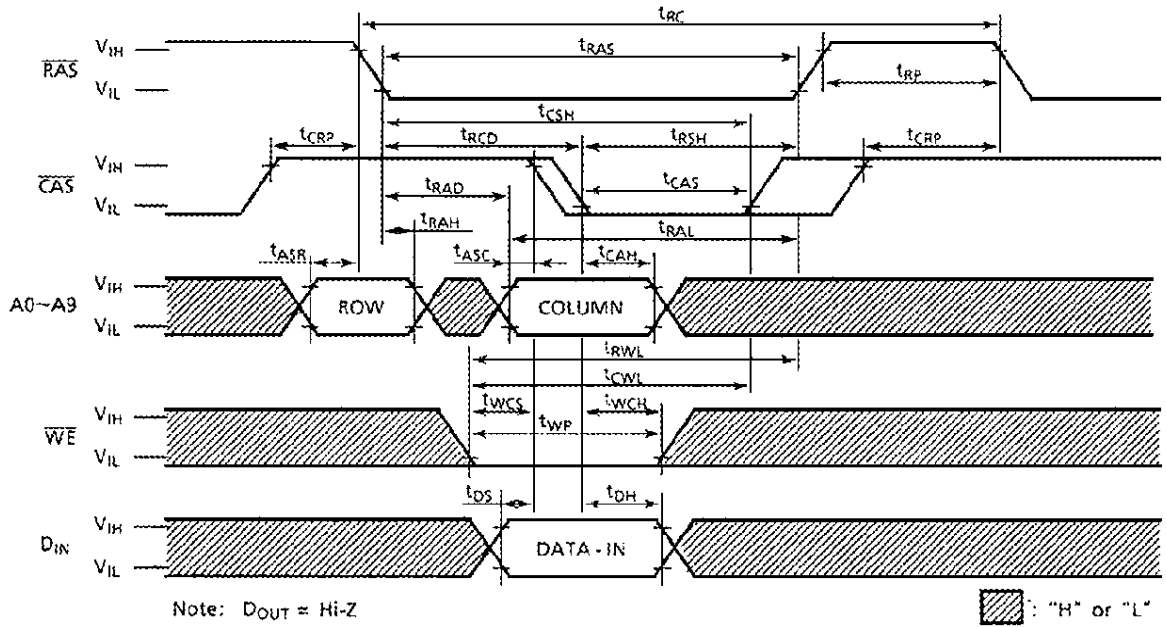 tRC
VIH
RAS
VIL
tRAS
tRP
tCSH
tCRP
tRCD
tRSH
tCRP
VIH
CAS
VIL
tCAS
tRAD
tRAH
tRAL
tASR
tASC
tCAH
VIH
A0~A9
VIL
ROW
COLUMN
tRWL
tCWL
tWCS
tWCH
tWP
VIH
WE
VIL
tDS
tDH
VIH
DIN
VIL
DATA-IN
Note: DOUT = Hi-Z
: "H" or "L"